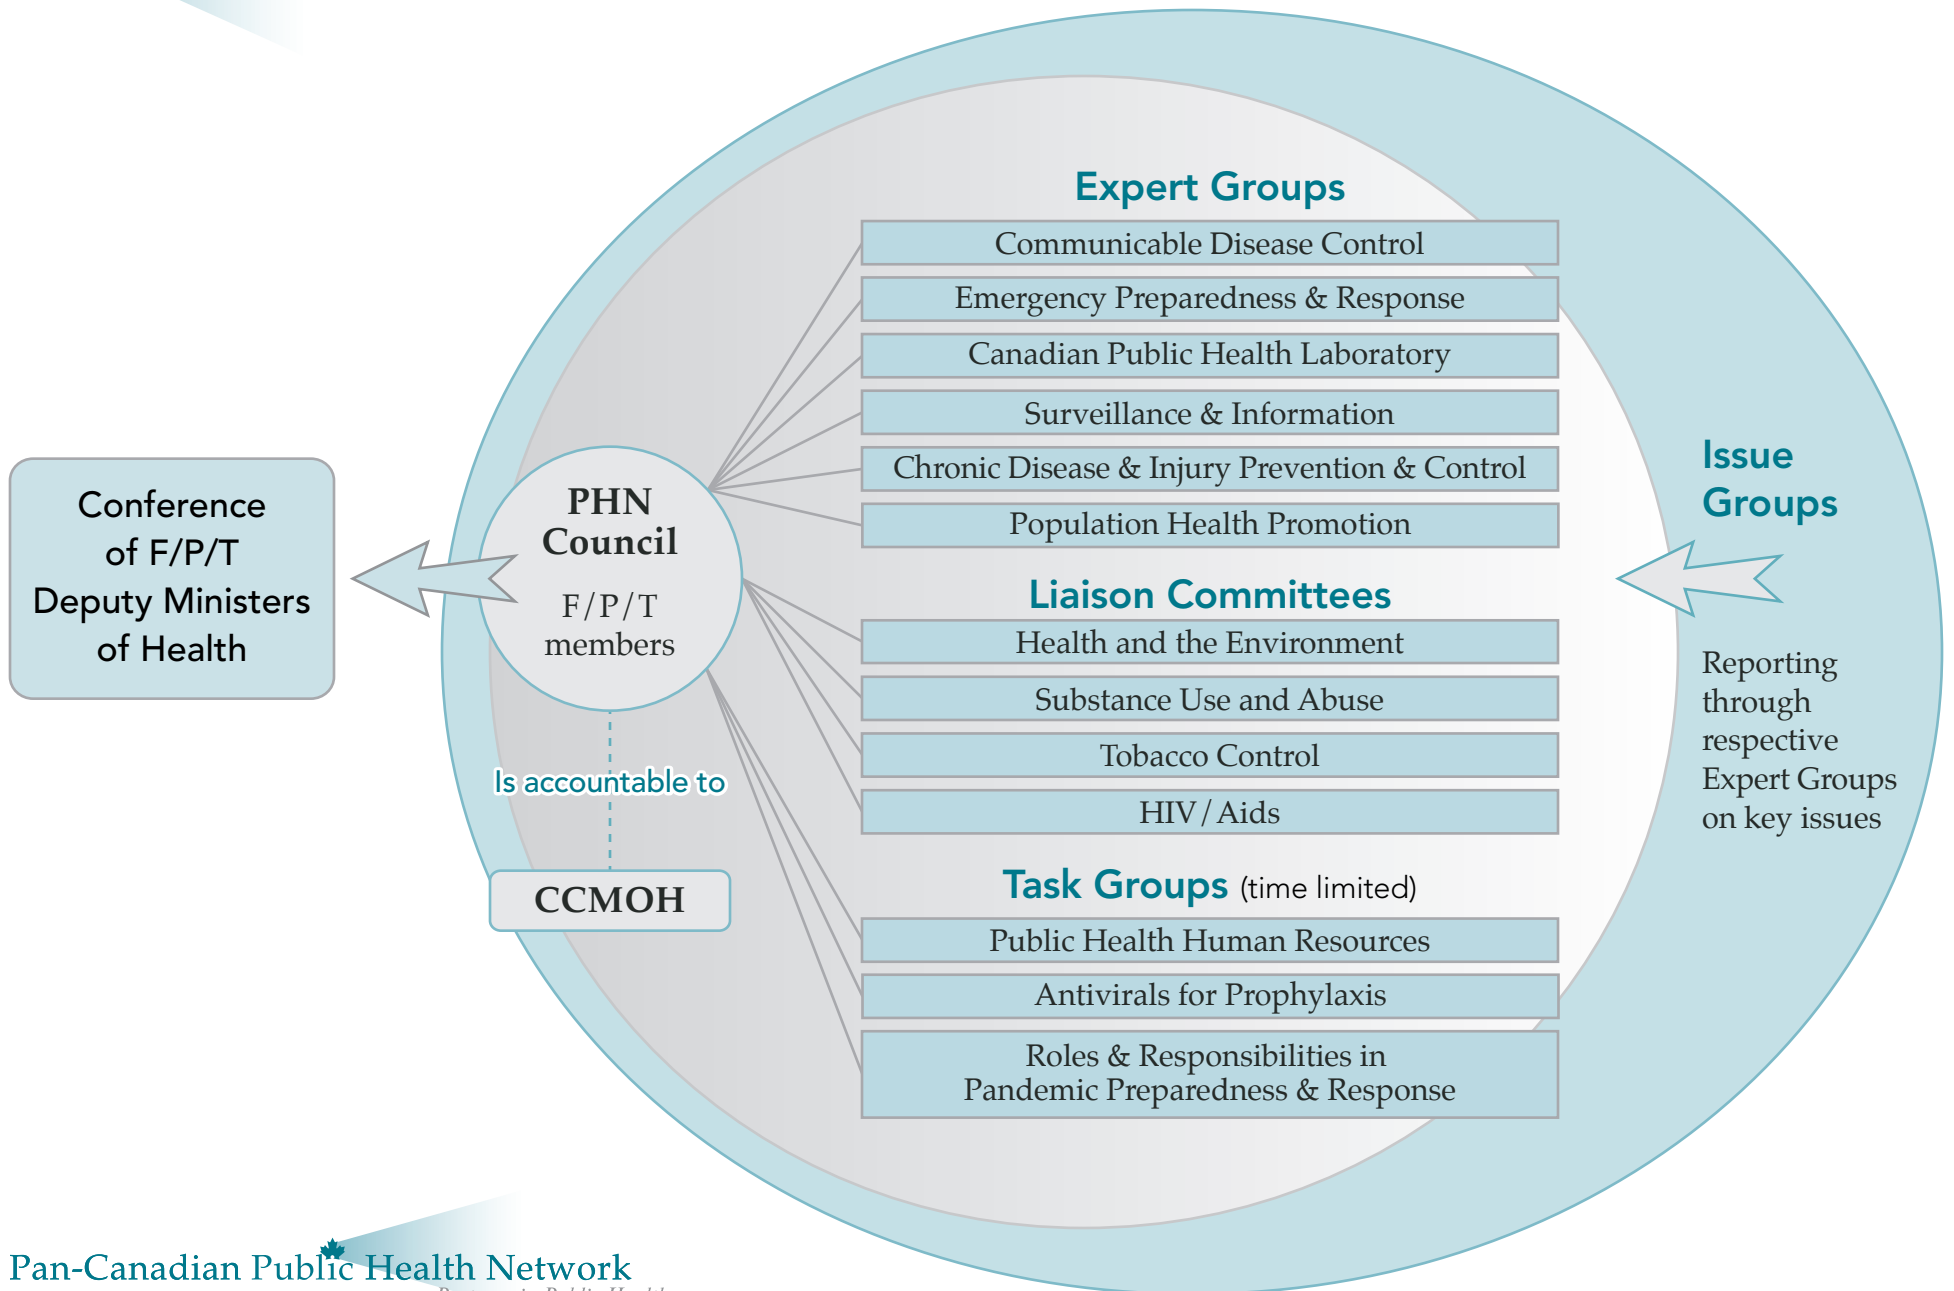 Expert Groups
Communicable Disease Control
Emergency Preparedness & Response
Canadian Public Health Laboratory
Surveillance & Information
Chronic Disease & Injury Prevention & Control
Population Health Promotion
Liaison Committees
Health and the Environment
Substance Use and Abuse
Tobacco Control
HIV/Aids
Task Groups (time limited)
Public Health Human Resources
Antivirals for Prophylaxis
Roles & Responsibilities in
Pandemic Preparedness & Response
Conference
of F/P/T
Deputy Ministers
of Health
PHN
Council
F/P/T
members
Is accountable to
CCMOH
Issue
Groups
Reporting
through
respective
Expert Groups
on key issues
Pan-Canadian Public Health Network
Public Health